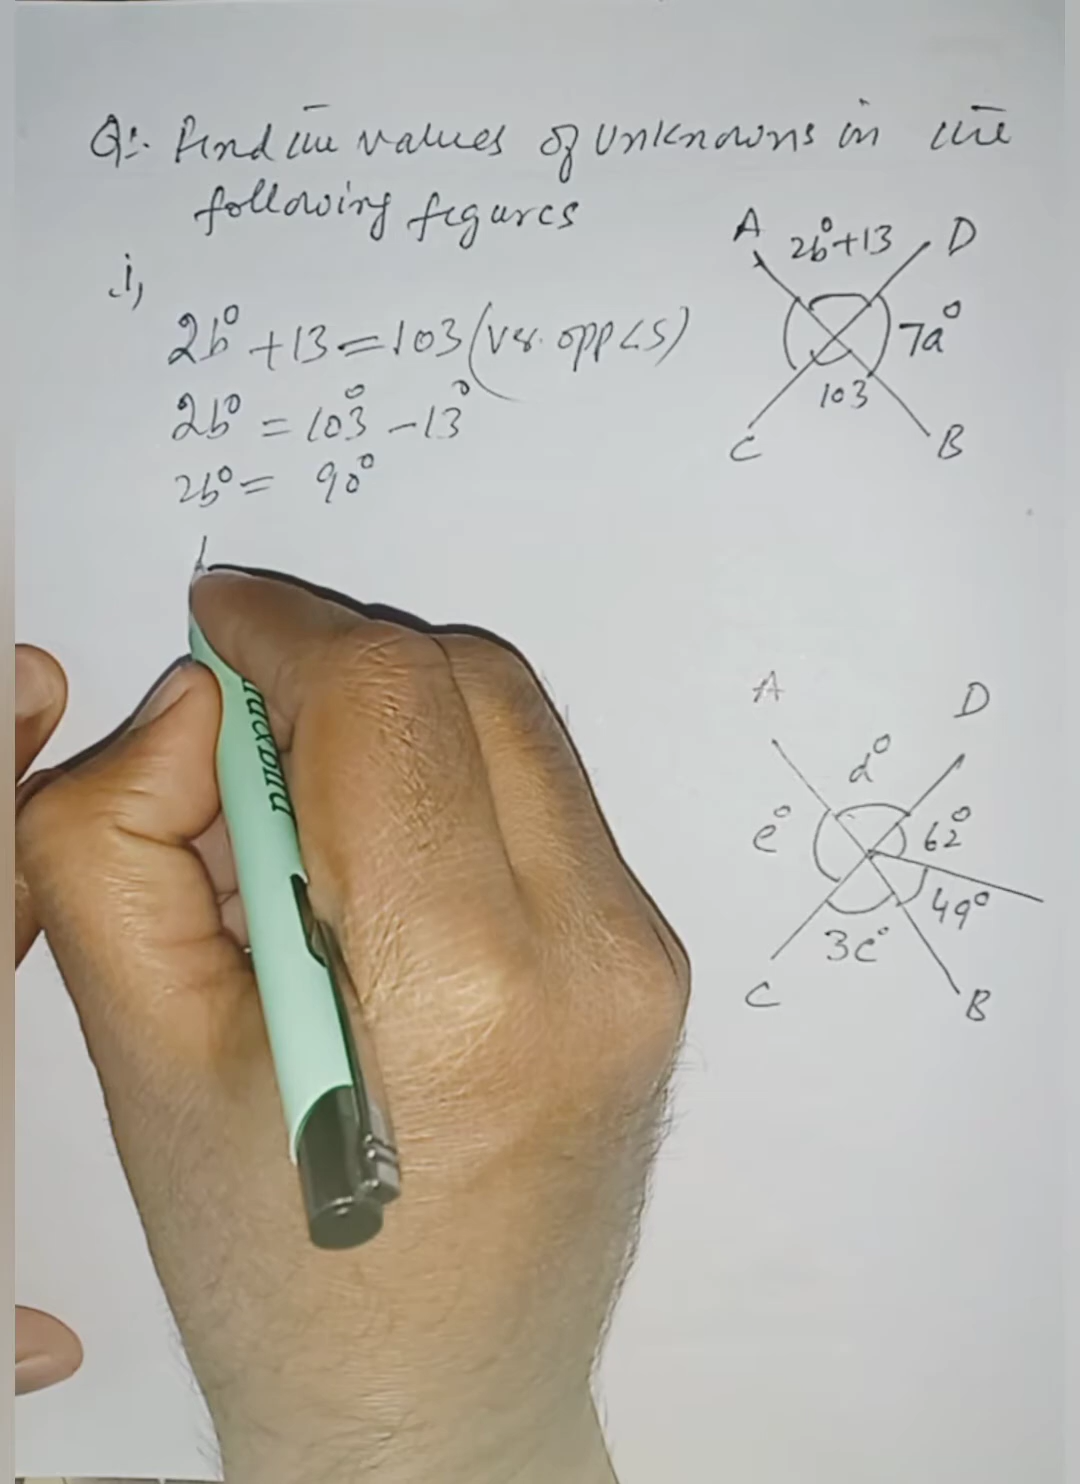 Q:- Find the values of unknowns in the
following figures
i,
2b°+13=103(ver.opp<s)
2b°=103°-13°
2b°= 90°
A
2b°+13
D
7a°
103
C
B
A
D
d°
e°
62°
49°
3c°
C
B